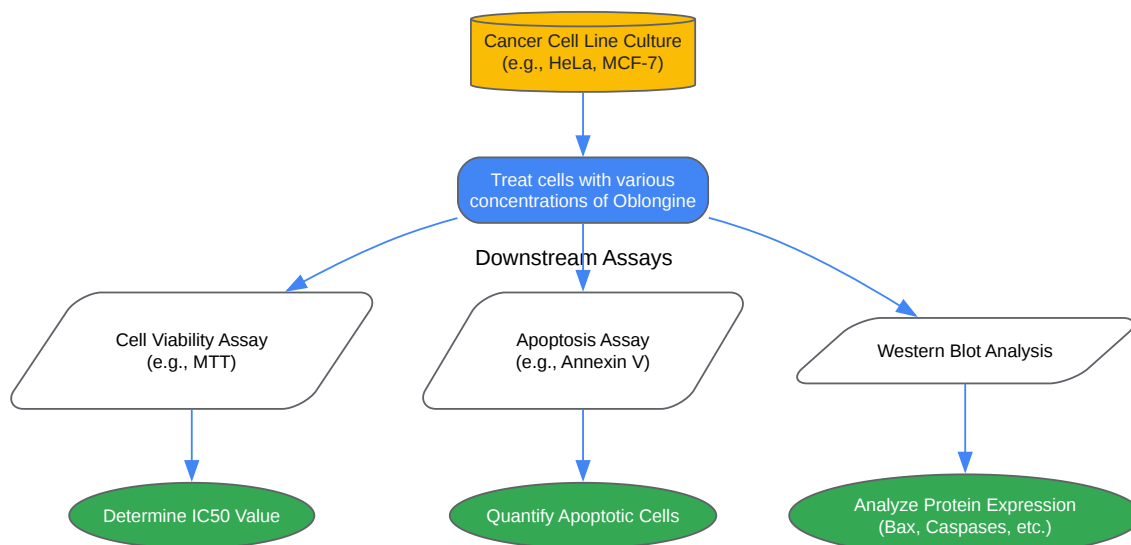 Cancer Cell Line Culture
(e.g., HeLa, MCF-7)
Treat cells with various
concentrations of Oblongine
Downstream Assays
Cell Viability Assay
(e.g., MTT)
Apoptosis Assay
(e.g., Annexin V)
Western Blot Analysis
Determine IC50 Value
Quantify Apoptotic Cells
Analyze Protein Expression
(Bax, Caspases, etc.)